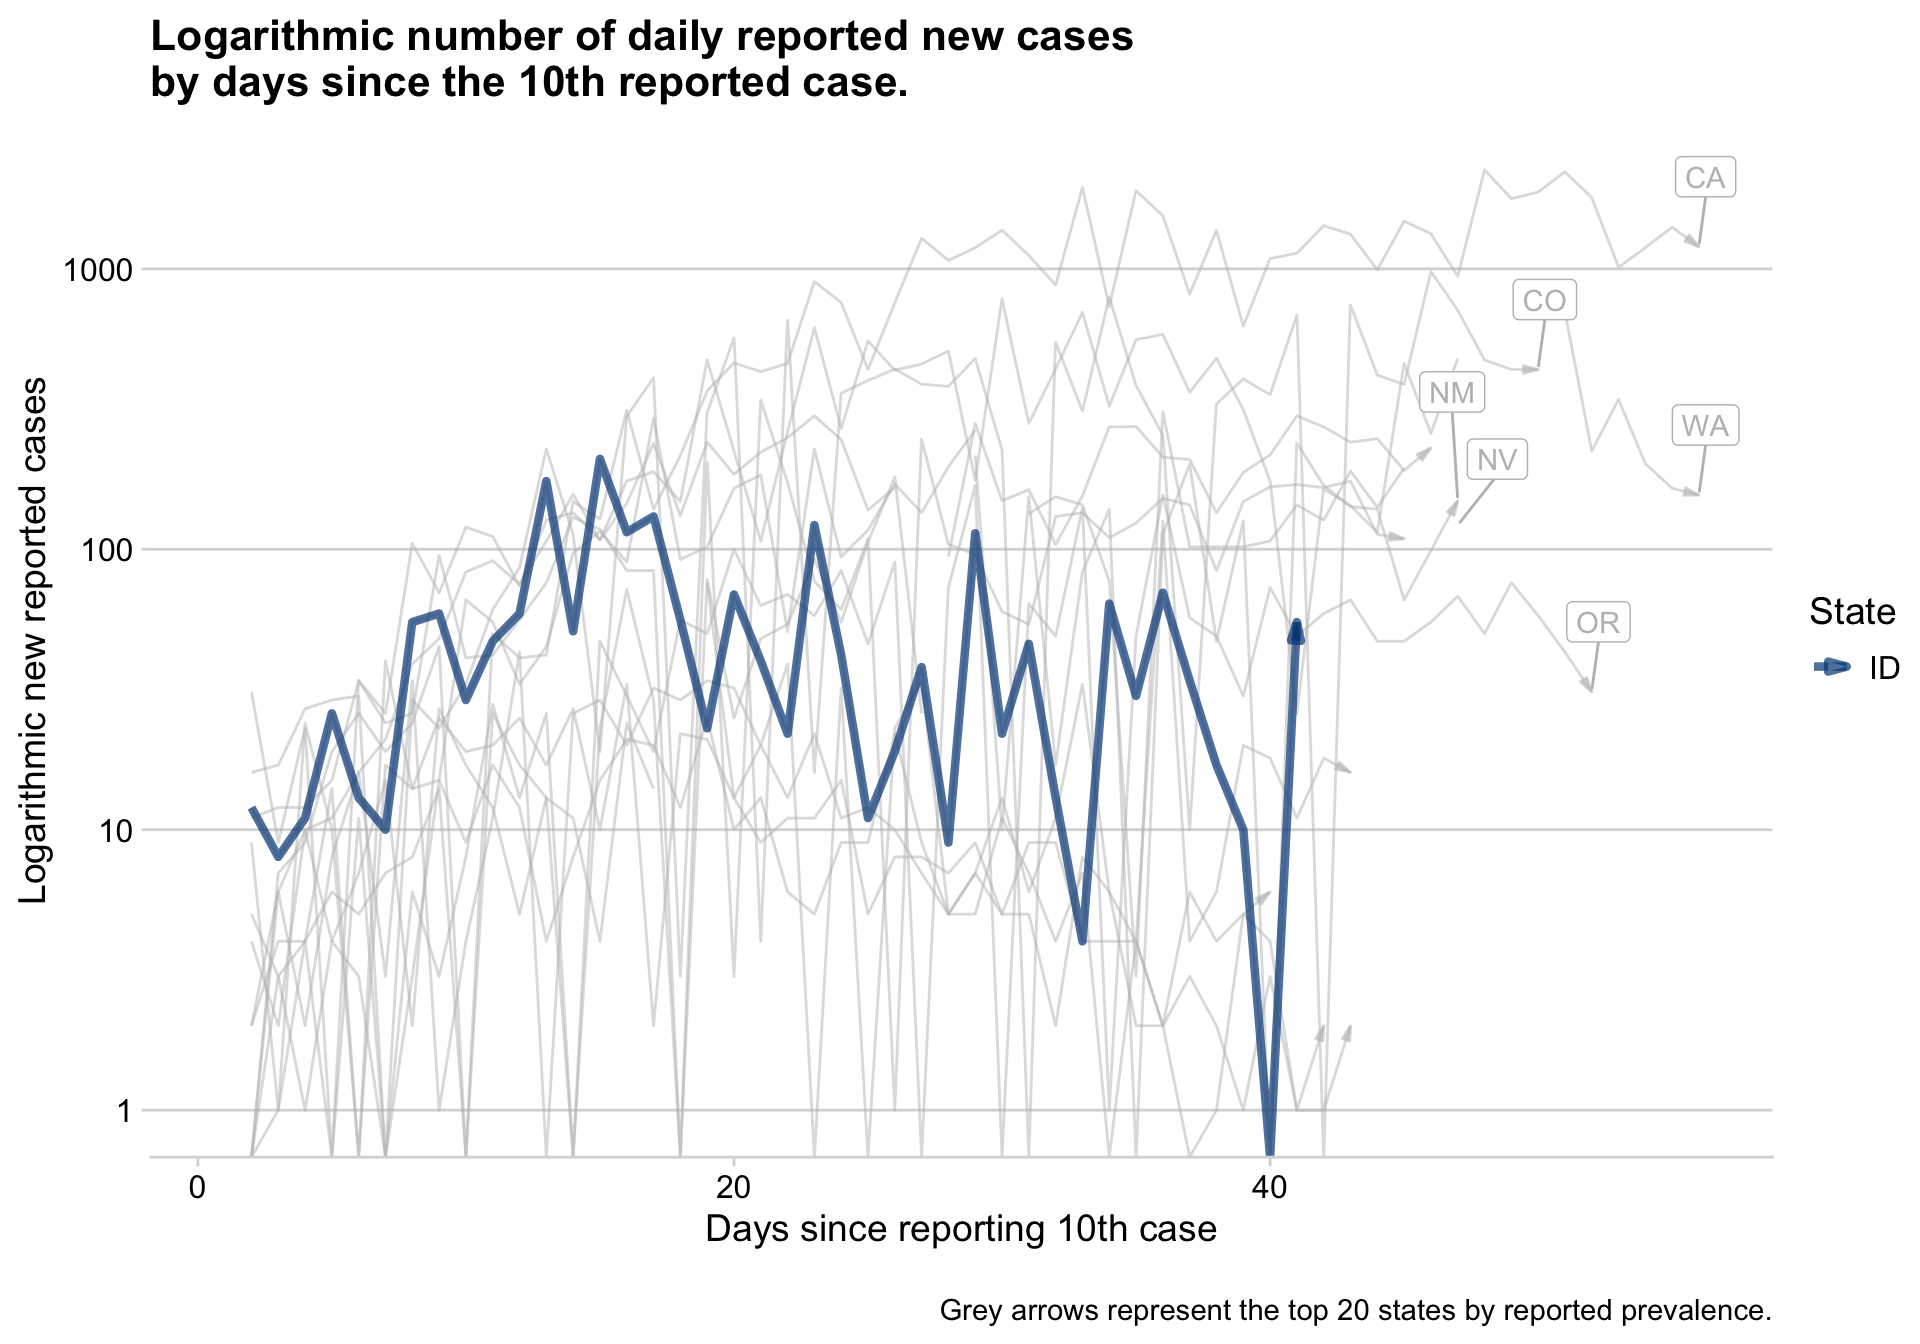 Logarithmic number of daily reported new cases
by days since the 10th reported case.
Logarithmic new reported cases
1000
100
10
1
CA
CO
NM
WA
NV
OR
State
ID
0
20
40
Days since reporting 10th case
Grey arrows represent the top 20 states by reported prevalence.